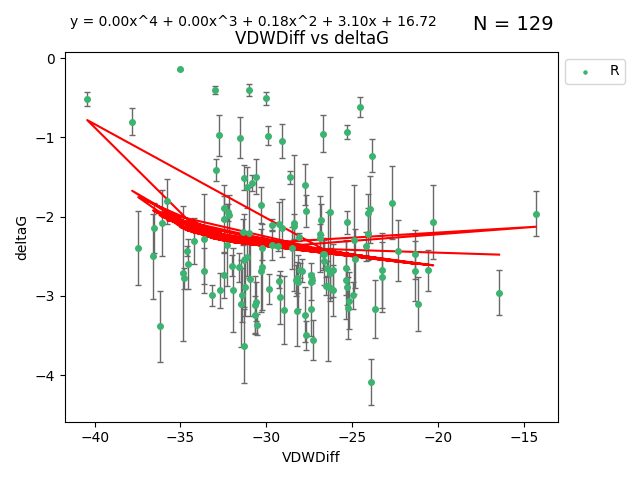 y = 0.00x^4 + 0.00x^3 + 0.18x^2 + 3.10x + 16.72
N = 129
VDWDiff vs deltaG
R
deltaG
0
−1
−2
−3
−4
−40 −35 −30 −25 −20 −15
VDWDiff